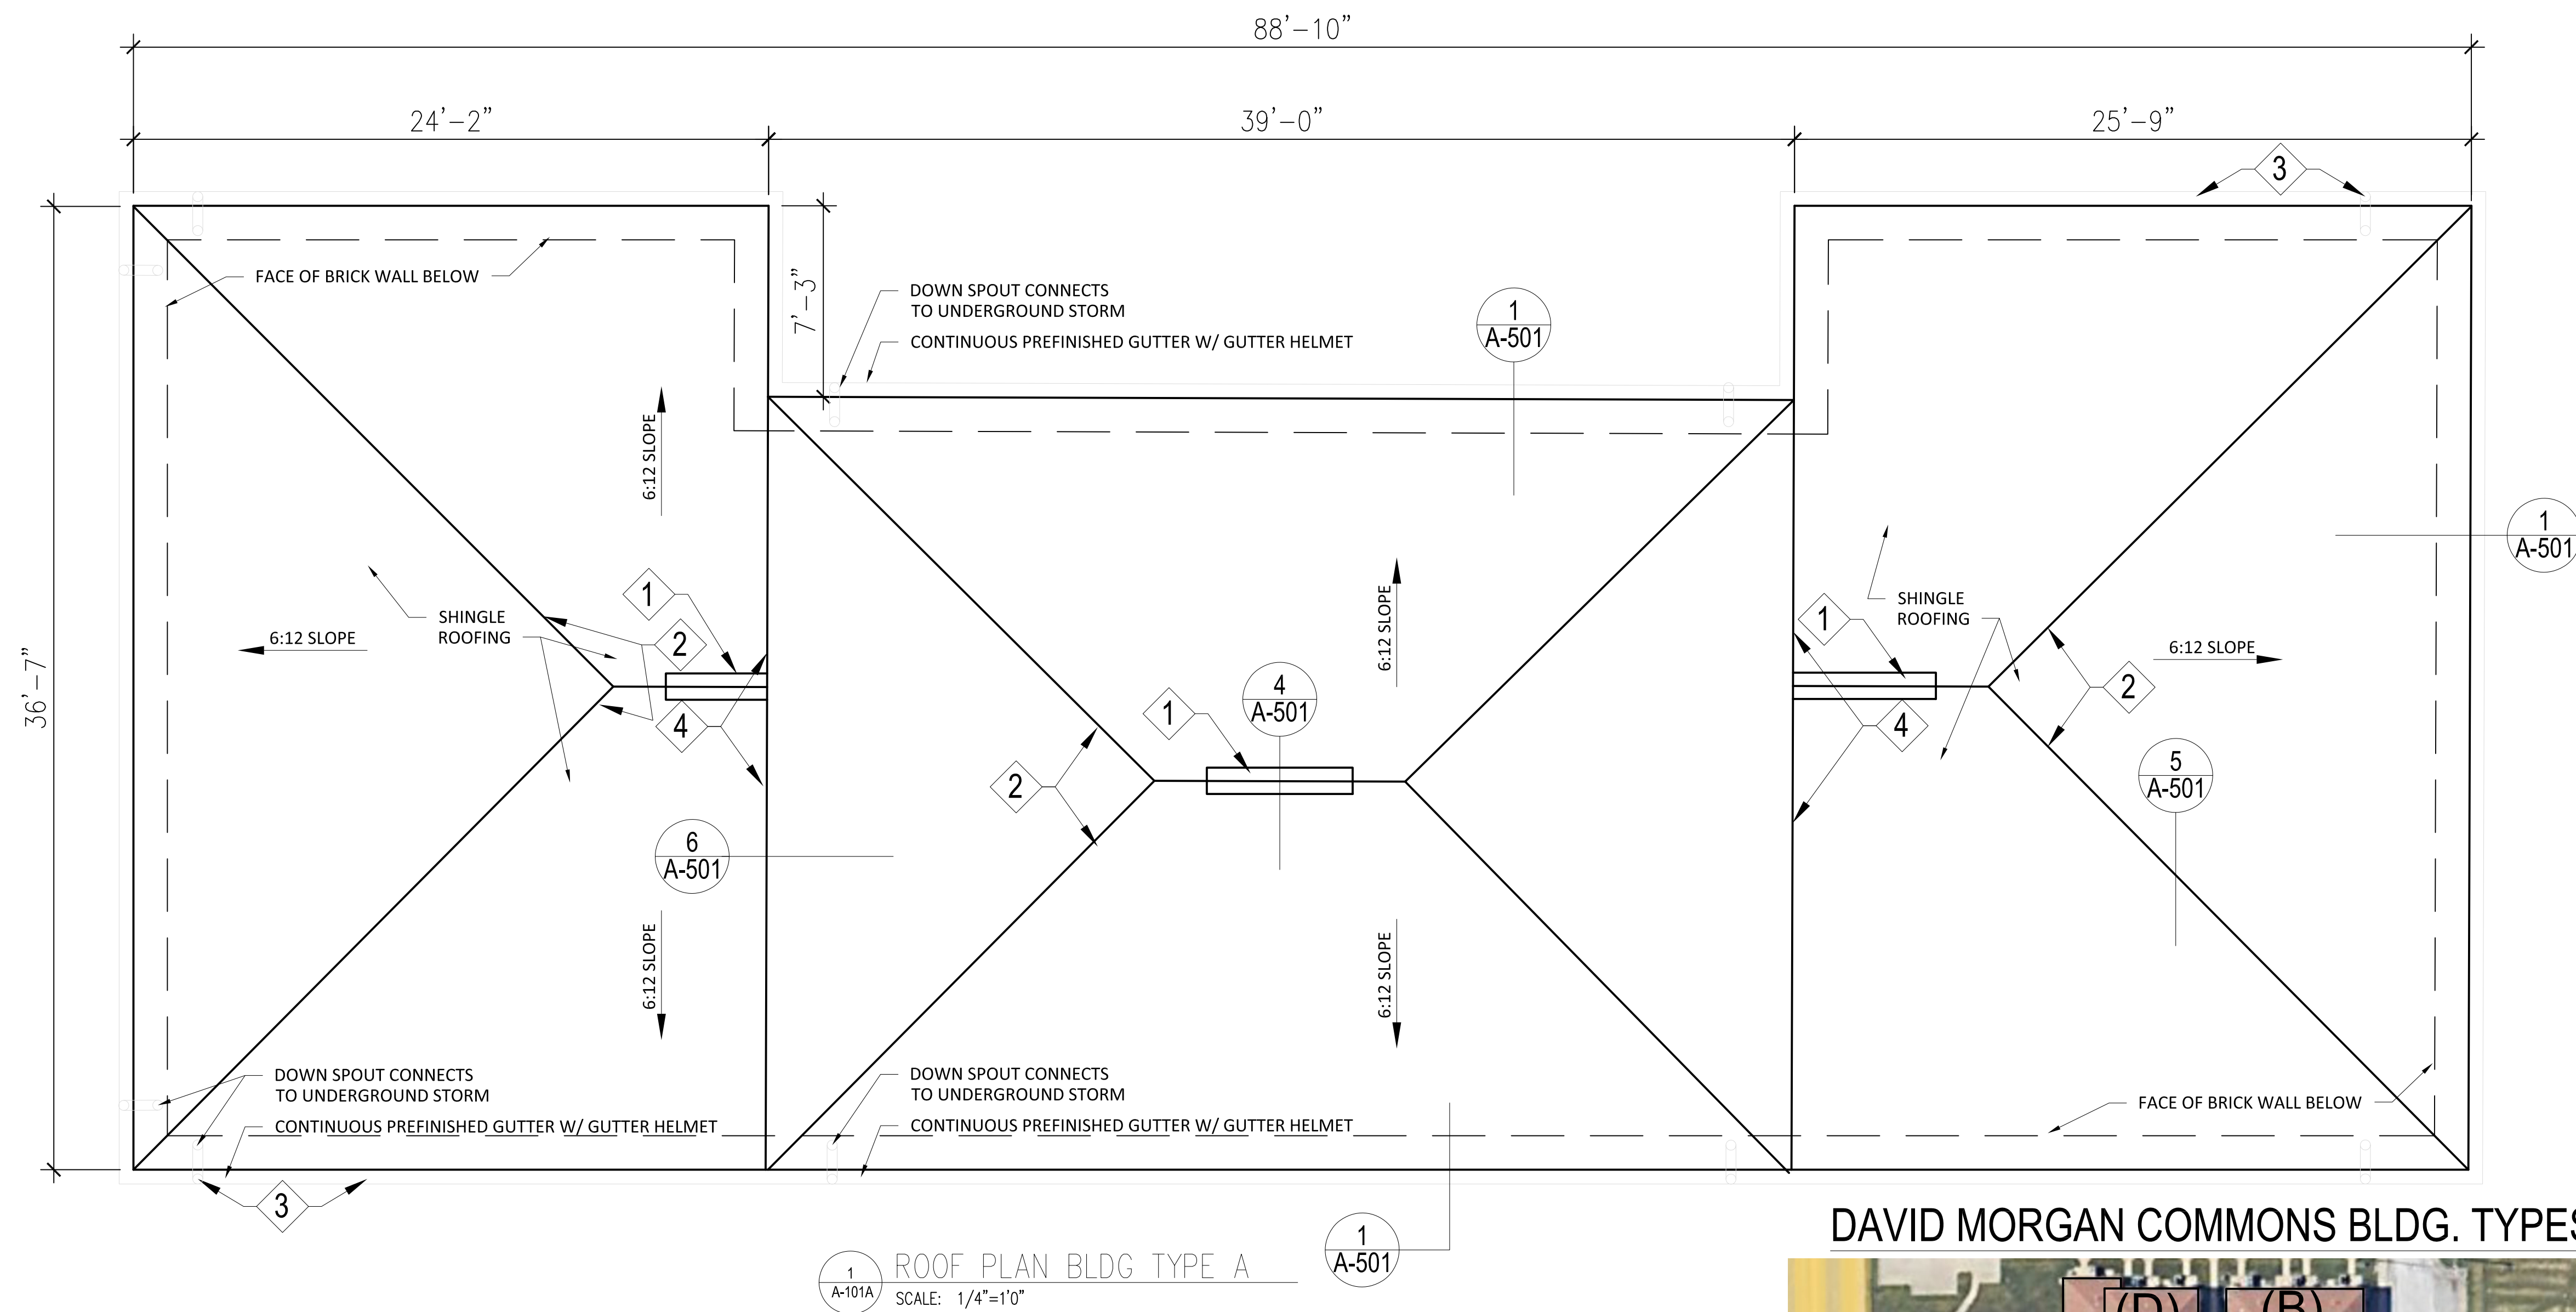 88'-10"
24'-2"
39'-0"
25'-9"
3
FACE OF BRICK WALL BELOW
7'-3"
DOWN SPOUT CONNECTS
TO UNDERGROUND STORM
CONTINUOUS PREFINISHED GUTTER W/ GUTTER HELMET
1
A-501
6:12 SLOPE
1
A-501
6:12 SLOPE
1
SHINGLE
ROOFING
6:12 SLOPE
2
4
36'-7"
4
A-501
1
2
6:12 SLOPE
SHINGLE
ROOFING
1
6:12 SLOPE
2
4
5
A-501
6
A-501
6:12 SLOPE
6:12 SLOPE
DOWN SPOUT CONNECTS
TO UNDERGROUND STORM
CONTINUOUS PREFINISHED GUTTER W/ GUTTER HELMET
DOWN SPOUT CONNECTS
TO UNDERGROUND STORM
CONTINUOUS PREFINISHED GUTTER W/ GUTTER HELMET
FACE OF BRICK WALL BELOW
3
1
A-501
1
A-101A
ROOF PLAN BLDG TYPE A
SCALE: 1/4"=1'0"
DAVID MORGAN COMMONS BLDG. TYPES
(D)
(B)